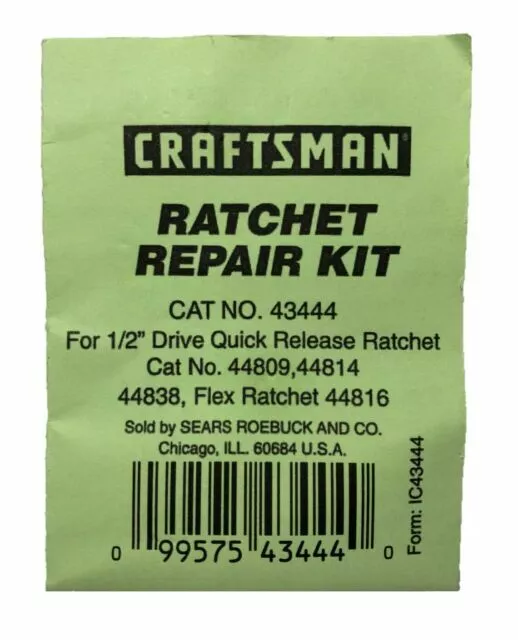 CRAFTSMAN®
RATCHET
REPAIR KIT
CAT NO. 43444
For 1/2" Drive Quick Release Ratchet
Cat No. 44809,44814
44838, Flex Ratchet 44816
Sold by SEARS ROEBUCK AND CO.
Chicago, ILL. 60684 U.S.A.
0 99575 43444 0
Form: IC43444